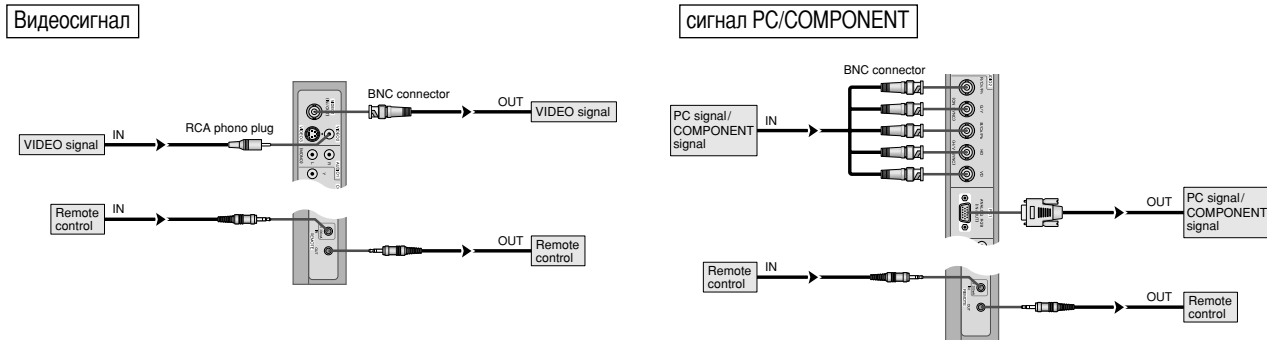 Видеосигнал
BNC connector
OUT
VIDEO signal
RCA phono plug
IN
VIDEO signal
Remote
control
IN
OUT
Remote
control
сигнал PC/COMPONENT
BNC connector
PC signal/
COMPONENT
signal
IN
OUT
PC signal/
COMPONENT
signal
Remote
control
IN
OUT
Remote
control